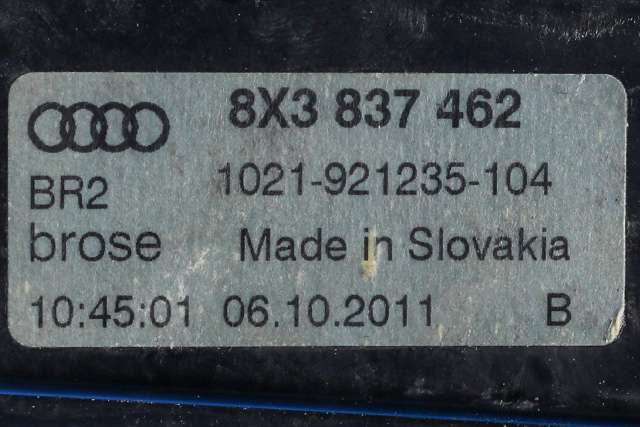 8X3 837 462
BR2 1021-921235-104
brose Made in Slovakia
10:45:01 06.10.2011 B